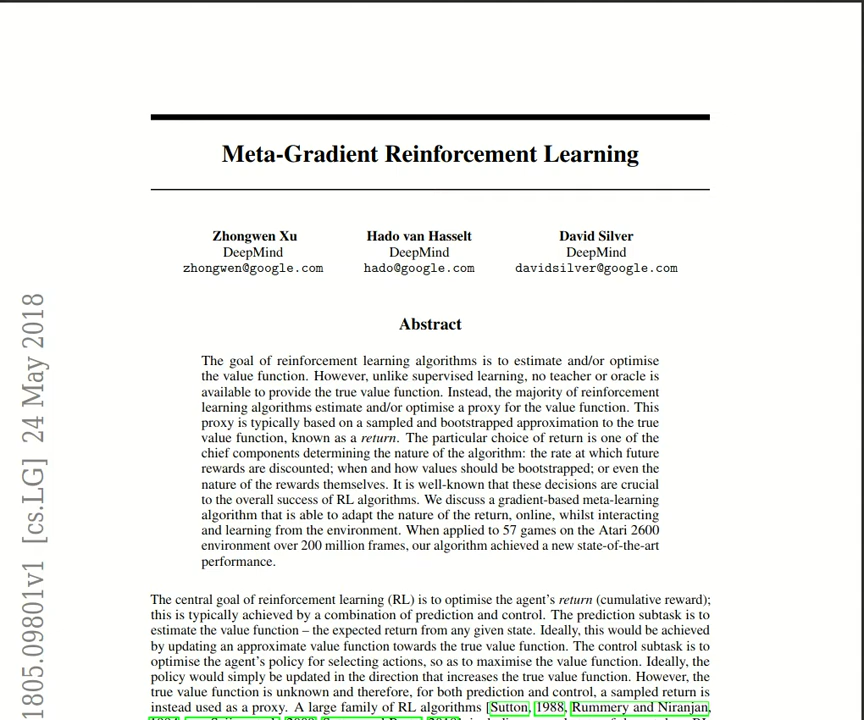 Meta-Gradient Reinforcement Learning
Zhongwen Xu
DeepMind
zhongwen@google.com
Hado van Hasselt
DeepMind
hado@google.com
David Silver
DeepMind
davidsilver@google.com
Abstract
The goal of reinforcement learning algorithms is to estimate and/or optimise
the value function. However, unlike supervised learning, no teacher or oracle is
available to provide the true value function. Instead, the majority of reinforcement
learning algorithms estimate and/or optimise a proxy for the value function. This
proxy is typically based on a sampled and bootstrapped approximation to the true
value function, known as a return. The particular choice of return is one of the
chief components determining the nature of the algorithm: the rate at which future
rewards are discounted; when and how values should be bootstrapped; or even the
nature of the rewards themselves. It is well-known that these decisions are crucial
to the overall success of RL algorithms. We discuss a gradient-based meta-learning
algorithm that is able to adapt the nature of the return, online, whilst interacting
and learning from the environment. When applied to 57 games on the Atari 2600
environment over 200 million frames, our algorithm achieved a new state-of-the-art
performance.
The central goal of reinforcement learning (RL) is to optimise the agent's return (cumulative reward);
this is typically achieved by a combination of prediction and control. The prediction subtask is to
estimate the value function – the expected return from any given state. Ideally, this would be achieved
by updating an approximate value function towards the true value function. The control subtask is to
optimise the agent's policy for selecting actions, so as to maximise the value function. Ideally, the
policy would simply be updated in the direction that increases the true value function. However, the
true value function is unknown and therefore, for both prediction and control, a sampled return is
instead used as a proxy. A large family of RL algorithms [Sutton, 1988, Rummery and Niranjan,
1805.09801v1 [cs.LG] 24 May 2018